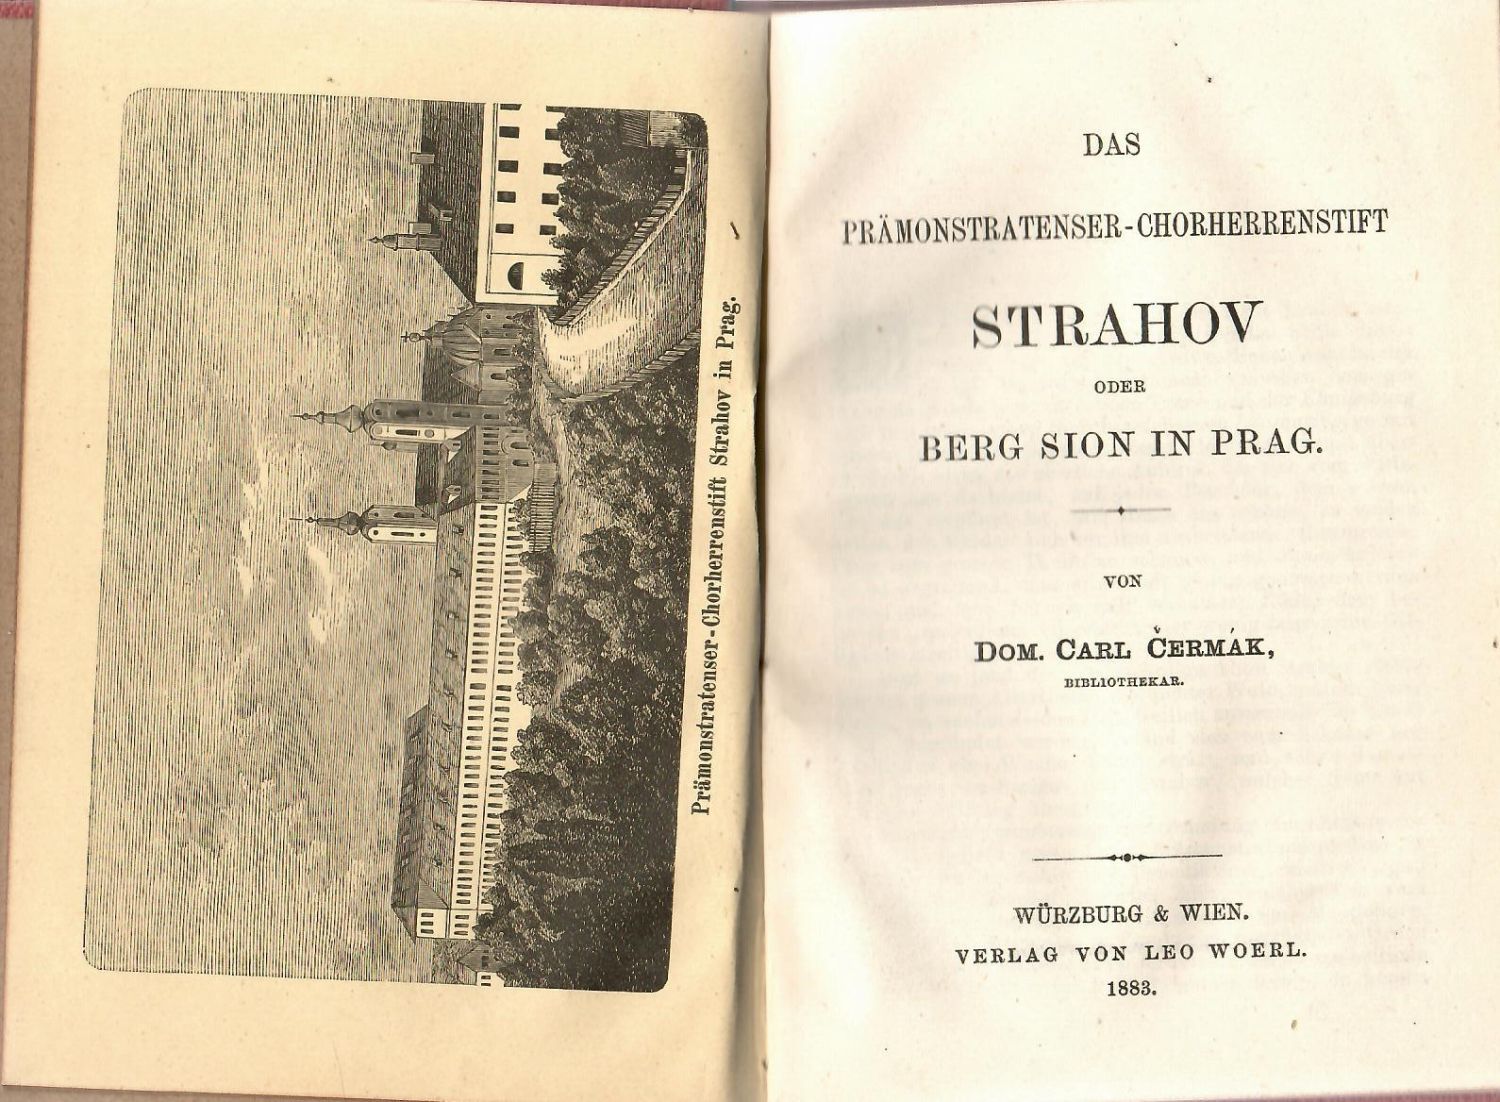 Prämonstratenser-Chorherrenstift Strahov in Prag.
DAS
PRÄMONSTRATENSER-CHORHERRENSTIFT
STRAHOV
ODER
BERG SION IN PRAG.
VON
DOM. CARL ČERMÁK,
BIBLIOTHEKAR.
WÜRZBURG & WIEN.
VERLAG VON LEO WOERL.
1883.